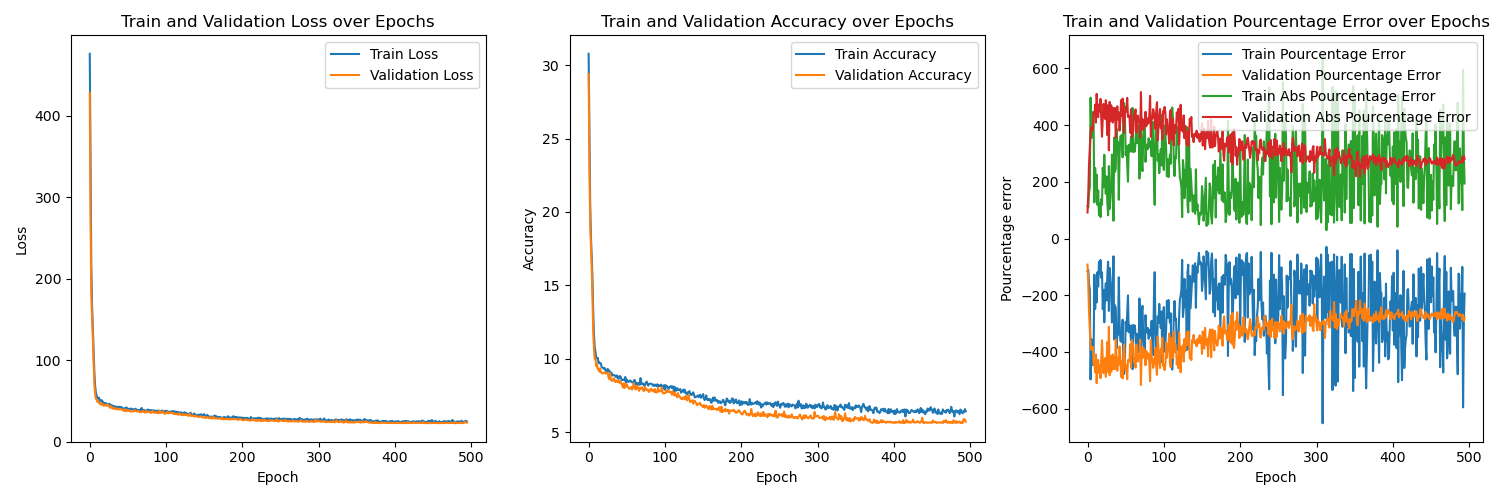 Train and Validation Loss over Epochs
Train Loss
Validation Loss
Loss
400
300
200
100
0
0 100 200 300 400 500
Epoch
Train and Validation Accuracy over Epochs
Train Accuracy
Validation Accuracy
Accuracy
30
25
20
15
10
5
0 100 200 300 400 500
Epoch
Train and Validation Pourcentage Error over Epochs
Train Pourcentage Error
Validation Pourcentage Error
Train Abs Pourcentage Error
Validation Abs Pourcentage Error
Pourcentage error
600
400
200
0
−200
−400
−600
0 100 200 300 400 500
Epoch